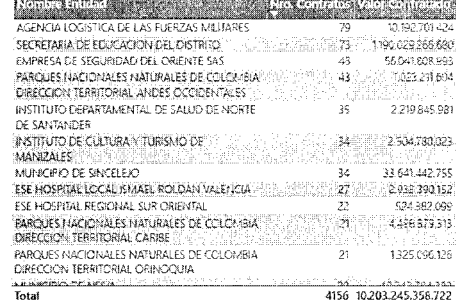 Nombre Entidad Nro. Contratos Valor Contratado
AGENCIA LOGISTICA DE LAS FUERZAS MILITARES 79 10.192.701.424
SECRETARIA DE EDUCACION DEL DISTRITO 73
EMPRESA DE SEGURIDAD DEL ORIENTE SAS 45
PARQUES NACIONALES NATURALES DE COLOMBIA 43
DIRECCION TERRITORIAL ANDES OCCIDENTALES
INSTITUTO DEPARTAMENTAL DE SALUD DE NORTE 35 2.219.845.981
DE SANTANDER
INSTITUTO DE CULTURA Y TURISMO DE 34 2.504.780.023
MANIZALES
MUNICIPIO DE SINCELEJO 34 33.641.442.755
ESE HOSPITAL LOCAL ISMAEL ROLDAN VALENCIA 27
ESE HOSPITAL REGIONAL SUR ORIENTAL 524.382.099
PARQUES NACIONALES NATURALES DE COLOMBIA 21
DIRECCION TERRITORIAL CARIBE
PARQUES NACIONALES NATURALES DE COLOMBIA 21 1.325.096.126
DIRECCION TERRITORIAL ORINOQUIA
Total 4156 10.203.245.358.722